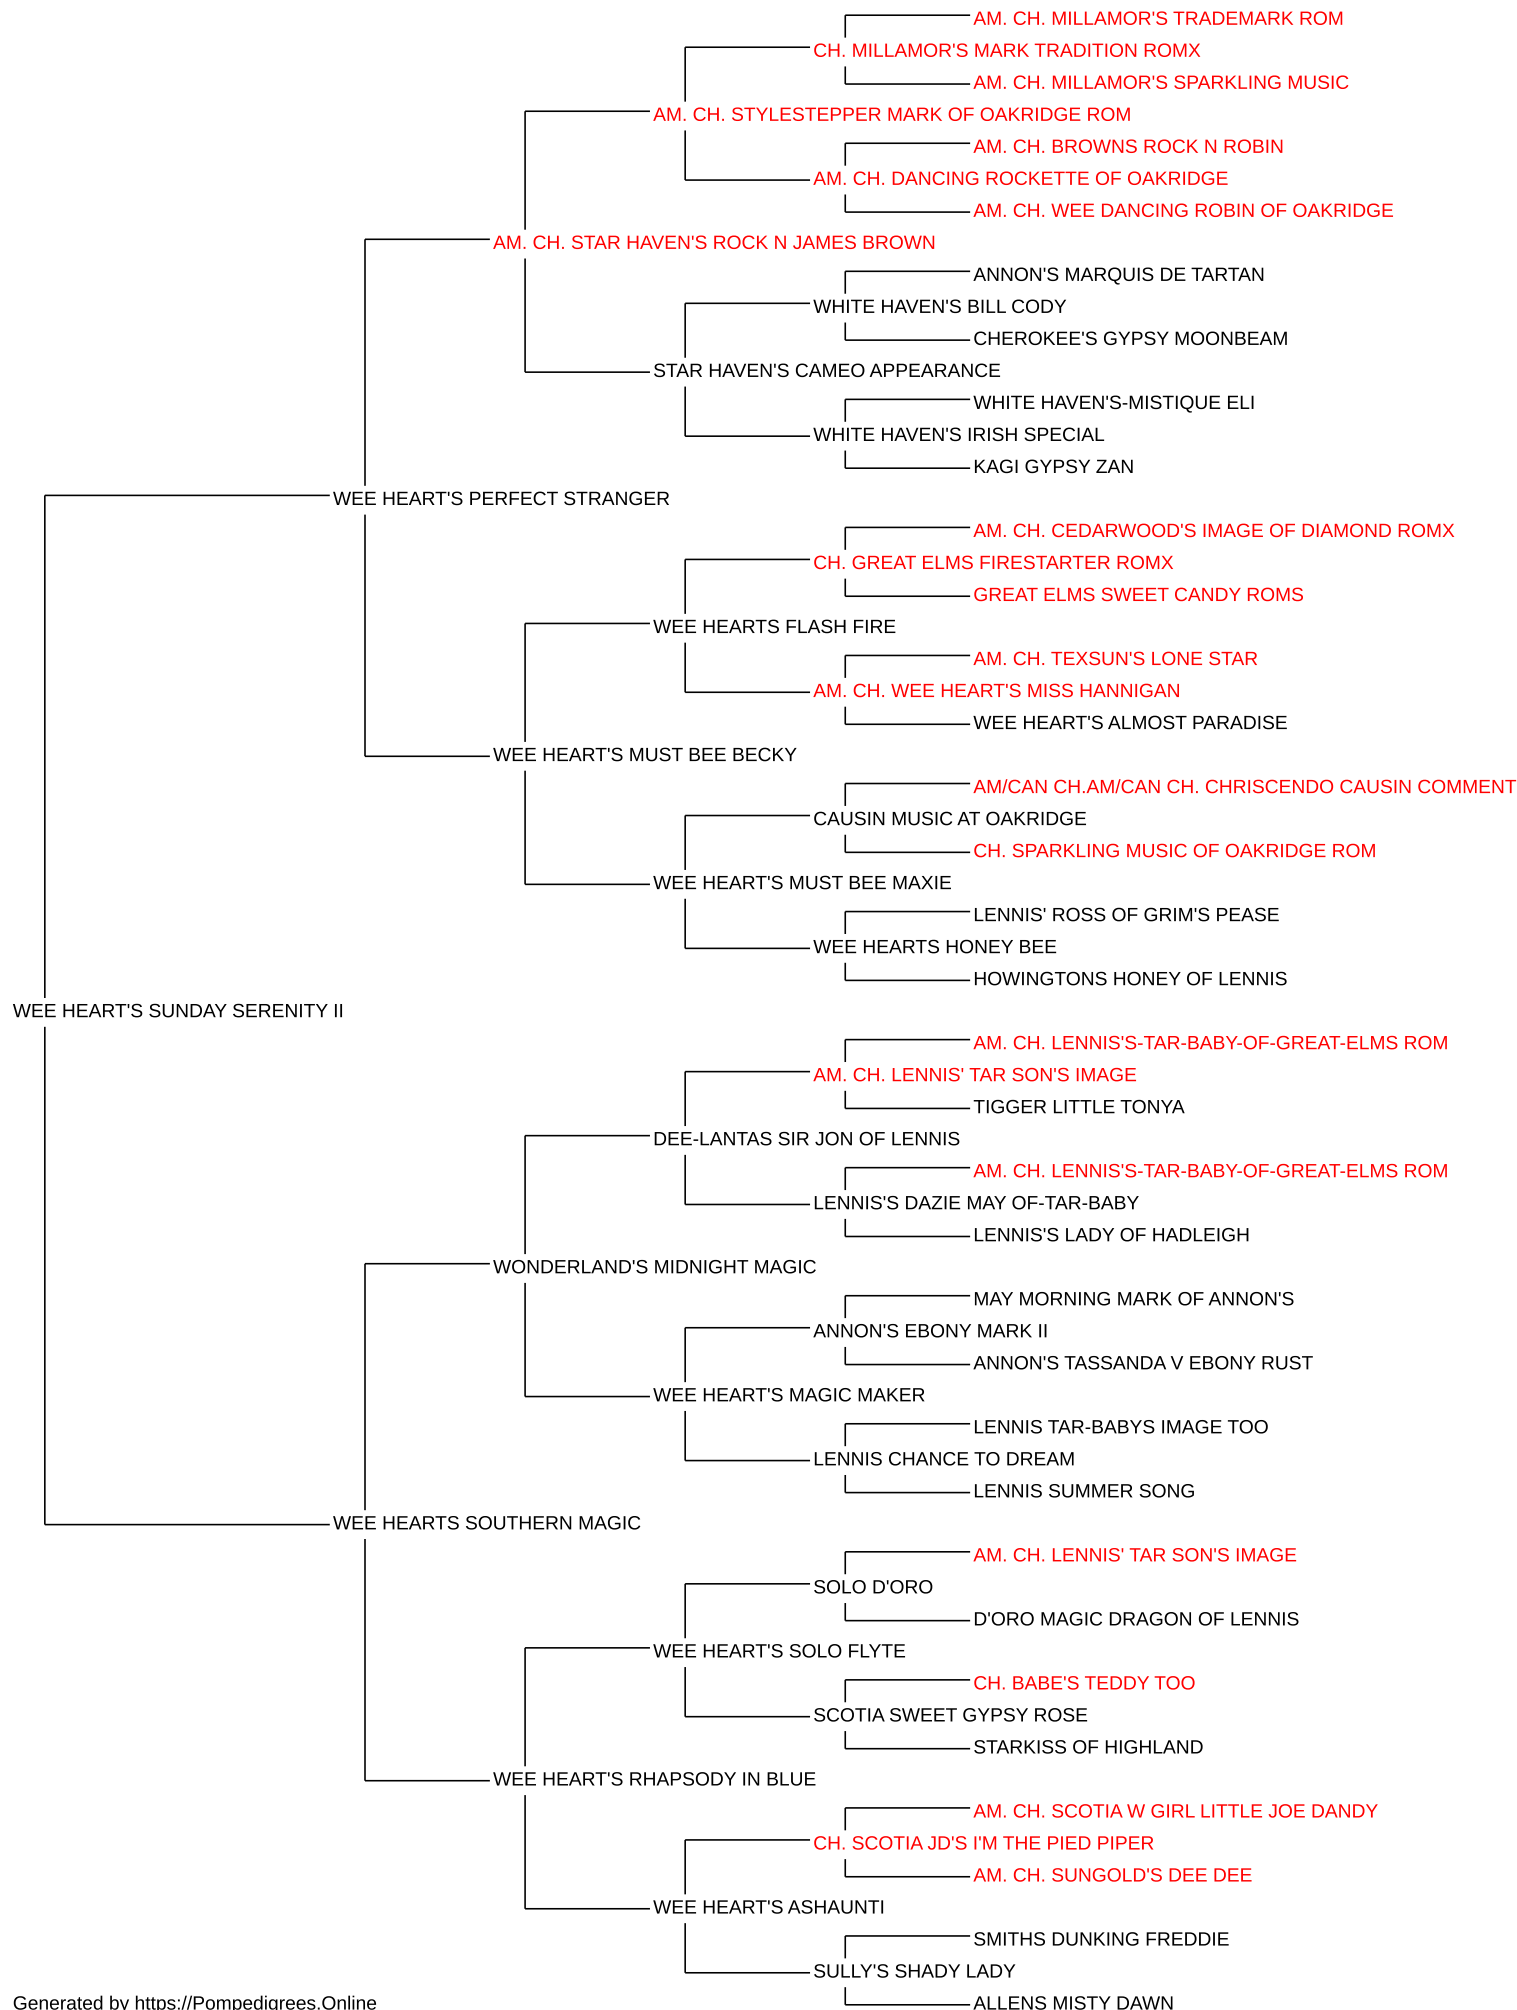 AM. CH. MILLAMOR'S TRADEMARK ROM
CH. MILLAMOR'S MARK TRADITION ROMX
AM. CH. MILLAMOR'S SPARKLING MUSIC
AM. CH. STYLESTEPPER MARK OF OAKRIDGE ROM
AM. CH. BROWNS ROCK N ROBIN
AM. CH. DANCING ROCKETTE OF OAKRIDGE
AM. CH. WEE DANCING ROBIN OF OAKRIDGE
AM. CH. STAR HAVEN'S ROCK N JAMES BROWN
ANNON'S MARQUIS DE TARTAN
WHITE HAVEN'S BILL CODY
CHEROKEE'S GYPSY MOONBEAM
STAR HAVEN'S CAMEO APPEARANCE
WHITE HAVEN'S-MISTIQUE ELI
WHITE HAVEN'S IRISH SPECIAL
KAGI GYPSY ZAN
WEE HEART'S PERFECT STRANGER
AM. CH. CEDARWOOD'S IMAGE OF DIAMOND ROMX
CH. GREAT ELMS FIRESTARTER ROMX
GREAT ELMS SWEET CANDY ROMS
WEE HEARTS FLASH FIRE
AM. CH. TEXSUN'S LONE STAR
AM. CH. WEE HEART'S MISS HANNIGAN
WEE HEART'S ALMOST PARADISE
WEE HEART'S MUST BEE BECKY
AM/CAN CH.AM/CAN CH. CHRISCENDO CAUSIN COMMENT
CAUSIN MUSIC AT OAKRIDGE
CH. SPARKLING MUSIC OF OAKRIDGE ROM
WEE HEART'S MUST BEE MAXIE
LENNIS' ROSS OF GRIM'S PEASE
WEE HEARTS HONEY BEE
HOWINGTONS HONEY OF LENNIS
WEE HEART'S SUNDAY SERENITY II
AM. CH. LENNIS'S-TAR-BABY-OF-GREAT-ELMS ROM
AM. CH. LENNIS' TAR SON'S IMAGE
TIGGER LITTLE TONYA
DEE-LANTAS SIR JON OF LENNIS
AM. CH. LENNIS'S-TAR-BABY-OF-GREAT-ELMS ROM
LENNIS'S DAZIE MAY OF-TAR-BABY
LENNIS'S LADY OF HADLEIGH
WONDERLAND'S MIDNIGHT MAGIC
MAY MORNING MARK OF ANNON'S
ANNON'S EBONY MARK II
ANNON'S TASSANDA V EBONY RUST
WEE HEART'S MAGIC MAKER
LENNIS TAR-BABYS IMAGE TOO
LENNIS CHANCE TO DREAM
LENNIS SUMMER SONG
WEE HEARTS SOUTHERN MAGIC
AM. CH. LENNIS' TAR SON'S IMAGE
SOLO D'ORO
D'ORO MAGIC DRAGON OF LENNIS
WEE HEART'S SOLO FLYTE
CH. BABE'S TEDDY TOO
SCOTIA SWEET GYPSY ROSE
STARKISS OF HIGHLAND
WEE HEART'S RHAPSODY IN BLUE
AM. CH. SCOTIA W GIRL LITTLE JOE DANDY
CH. SCOTIA JD'S I'M THE PIED PIPER
AM. CH. SUNGOLD'S DEE DEE
WEE HEART'S ASHAUNTI
SMITHS DUNKING FREDDIE
SULLY'S SHADY LADY
ALLENS MISTY DAWN
Generated by https://Pompedigrees.Online